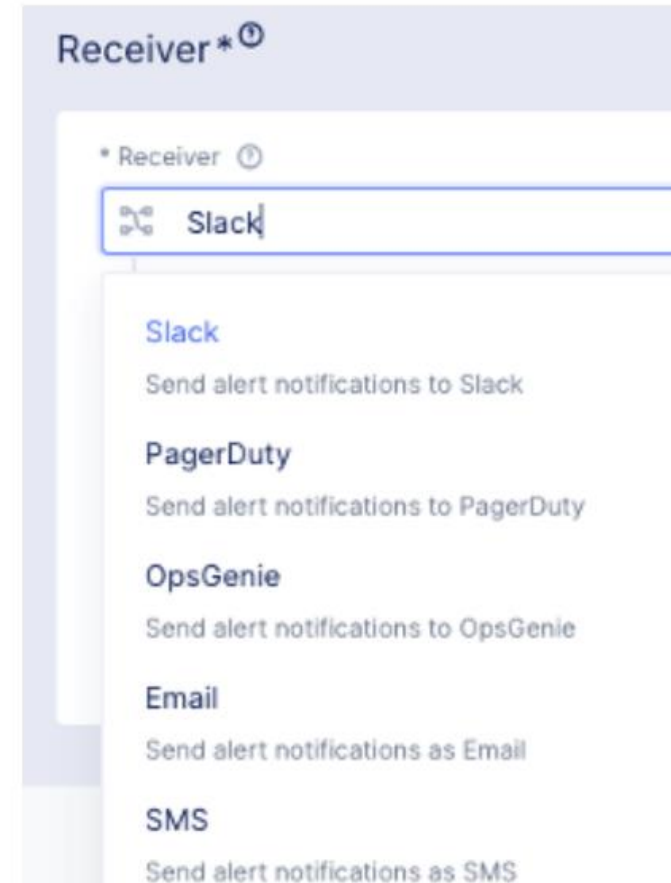 Receiver*
* Receiver
Slack
Slack
Send alert notifications to Slack
PagerDuty
Send alert notifications to PagerDuty
OpsGenie
Send alert notifications to OpsGenie
Email
Send alert notifications as Email
SMS
Send alert notifications as SMS